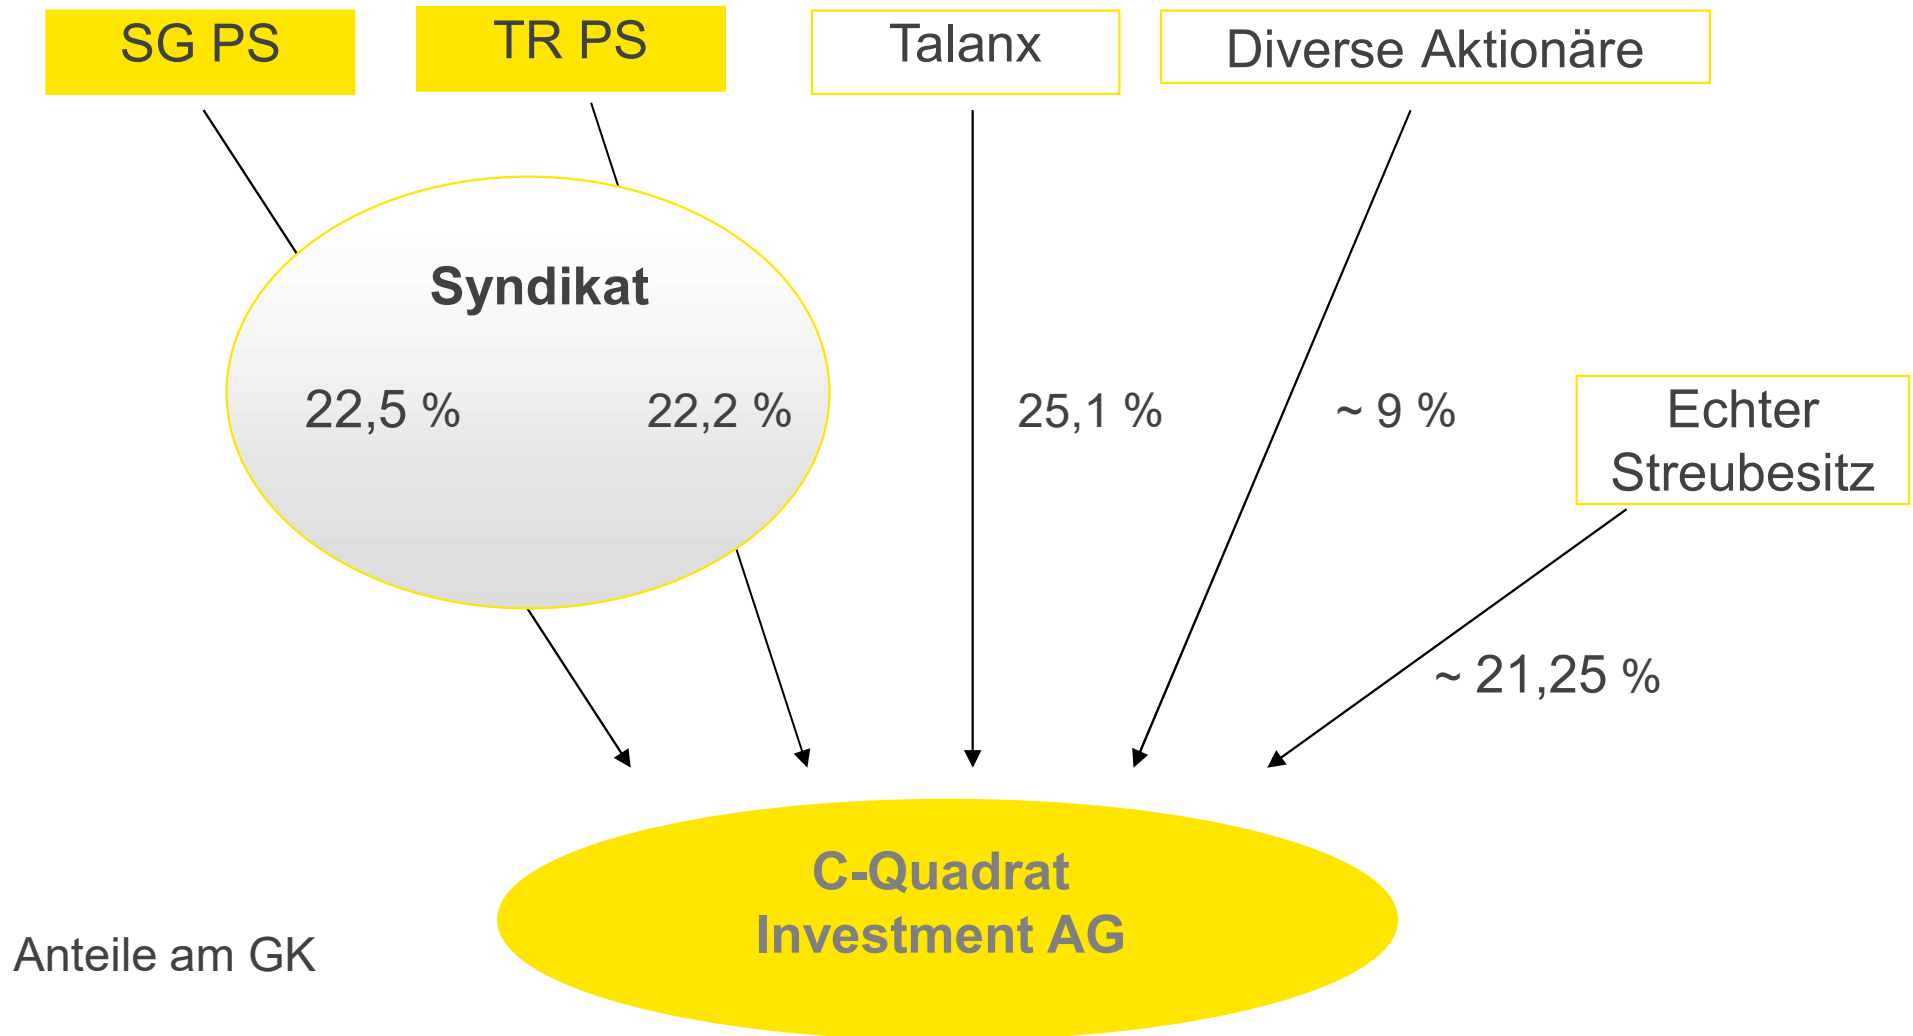 SG PS
TR PS
Talanx
Diverse Aktionäre
Syndikat
22,5 %
22,2 %
25,1 %
~ 9 %
Echter
Streubesitz
~ 21,25 %
C-Quadrat
Investment AG
Anteile am GK